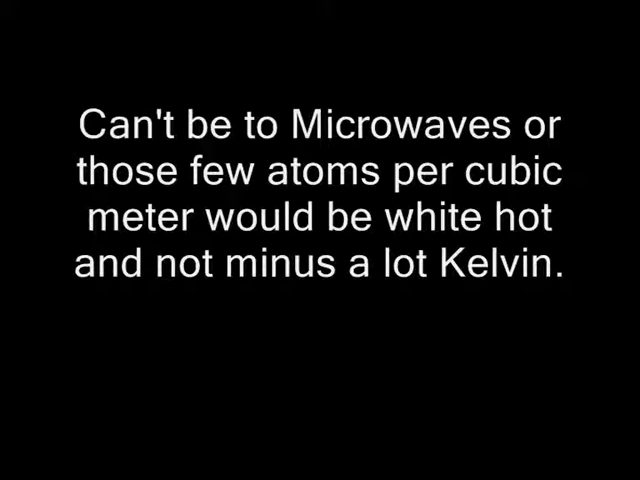 Can't be to Microwaves or
those few atoms per cubic
meter would be white hot
and not minus a lot Kelvin.